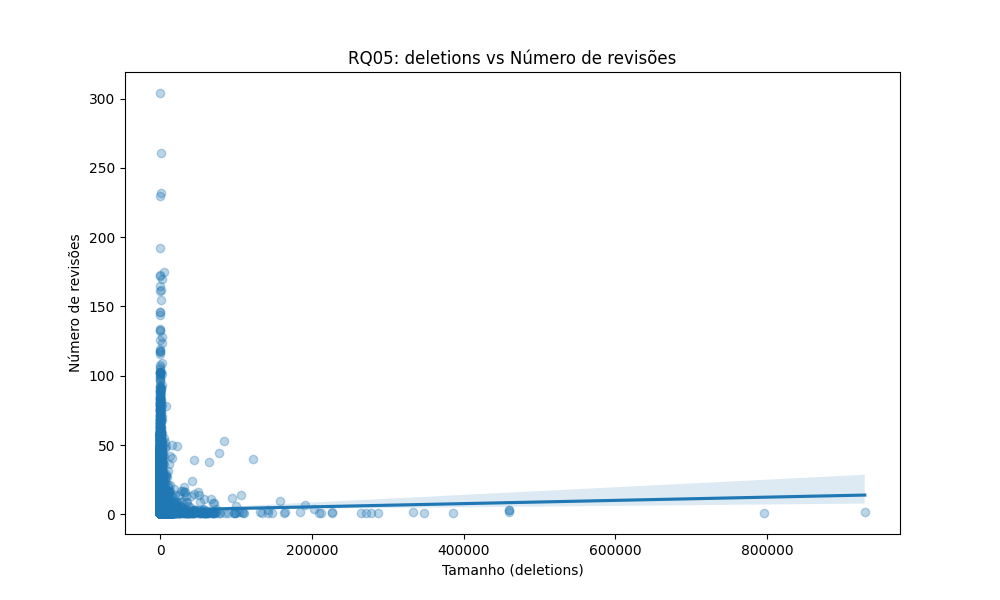 RQ05: deletions vs Número de revisões
Número de revisões
300
250
200
150
100
50
0
0 200000 400000 600000 800000
Tamanho (deletions)